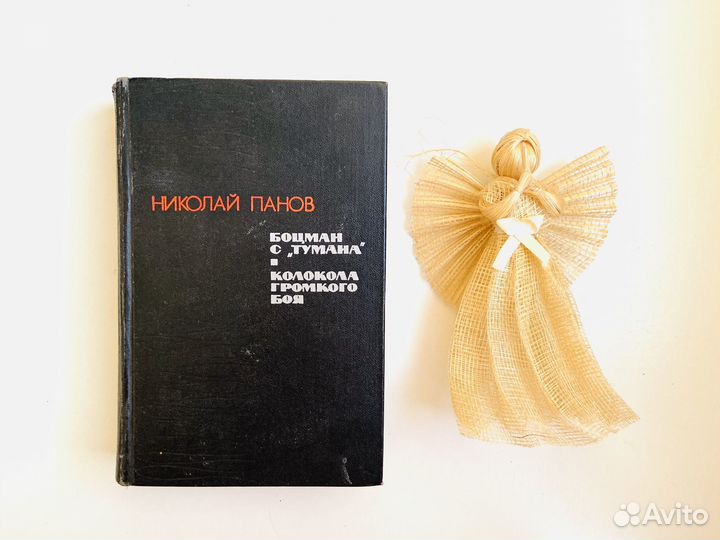 НИКОЛАЙ ПАНОВ
БОЦМАН
С „ТУМАНА"
КОЛОКОЛА
ГРОМКОГО
БОЯ
Avito